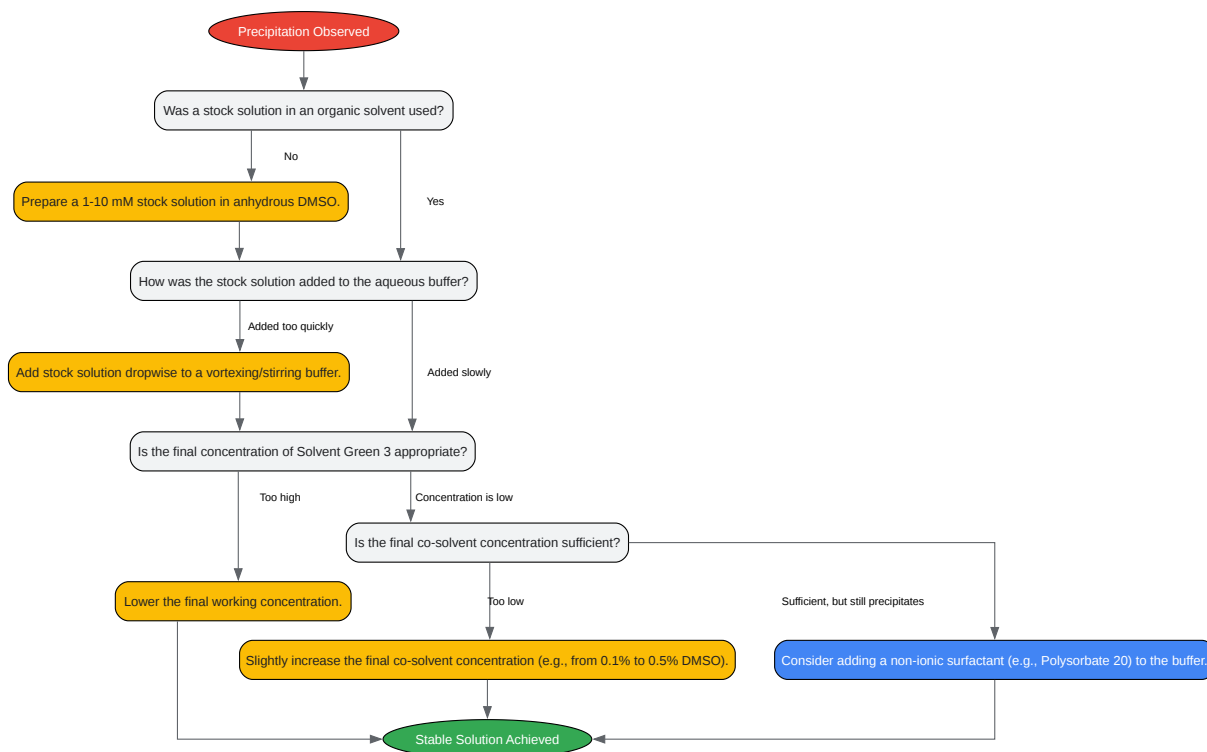 Precipitation Observed
Was a stock solution in an organic solvent used?
No
Prepare a 1-10 mM stock solution in anhydrous DMSO.
Yes
How was the stock solution added to the aqueous buffer?
Added too quickly
Add stock solution dropwise to a vortexing/stirring buffer.
Added slowly
Is the final concentration of Solvent Green 3 appropriate?
Too high
Concentration is low
Is the final co-solvent concentration sufficient?
Lower the final working concentration.
Too low
Sufficient, but still precipitates
Slightly increase the final co-solvent concentration (e.g., from 0.1% to 0.5% DMSO).
Consider adding a non-ionic surfactant (e.g., Polysorbate 20) to the buffer.
Stable Solution Achieved